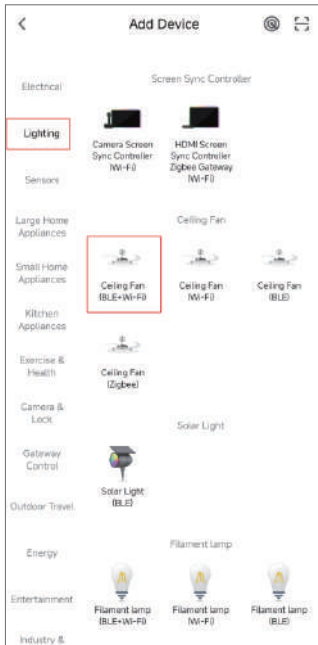 Add Device
Electrical
Lighting
Sensors
Large Home
Appliances
Small Home
Appliances
Kitchen
Appliances
Exercise &
Health
Camera &
Lock
Gateway
Control
Outdoor Travel
Energy
Entertainment
Industry &
Screen Sync Controller
Camera Screen
Sync Controller
(Wi-Fi)
HDMI Screen
Sync Controller
Zigbee Gateway
(Wi-Fi)
Ceiling Fan
Ceiling Fan
(BLE+Wi-Fi)
Ceiling Fan
(Wi-Fi)
Ceiling Fan
(BLE)
Ceiling Fan
(Zigbee)
Solar Light
Solar Light
(BLE)
Filament lamp
Filament lamp
(BLE+Wi-Fi)
Filament lamp
(Wi-Fi)
Filament lamp
(BLE)